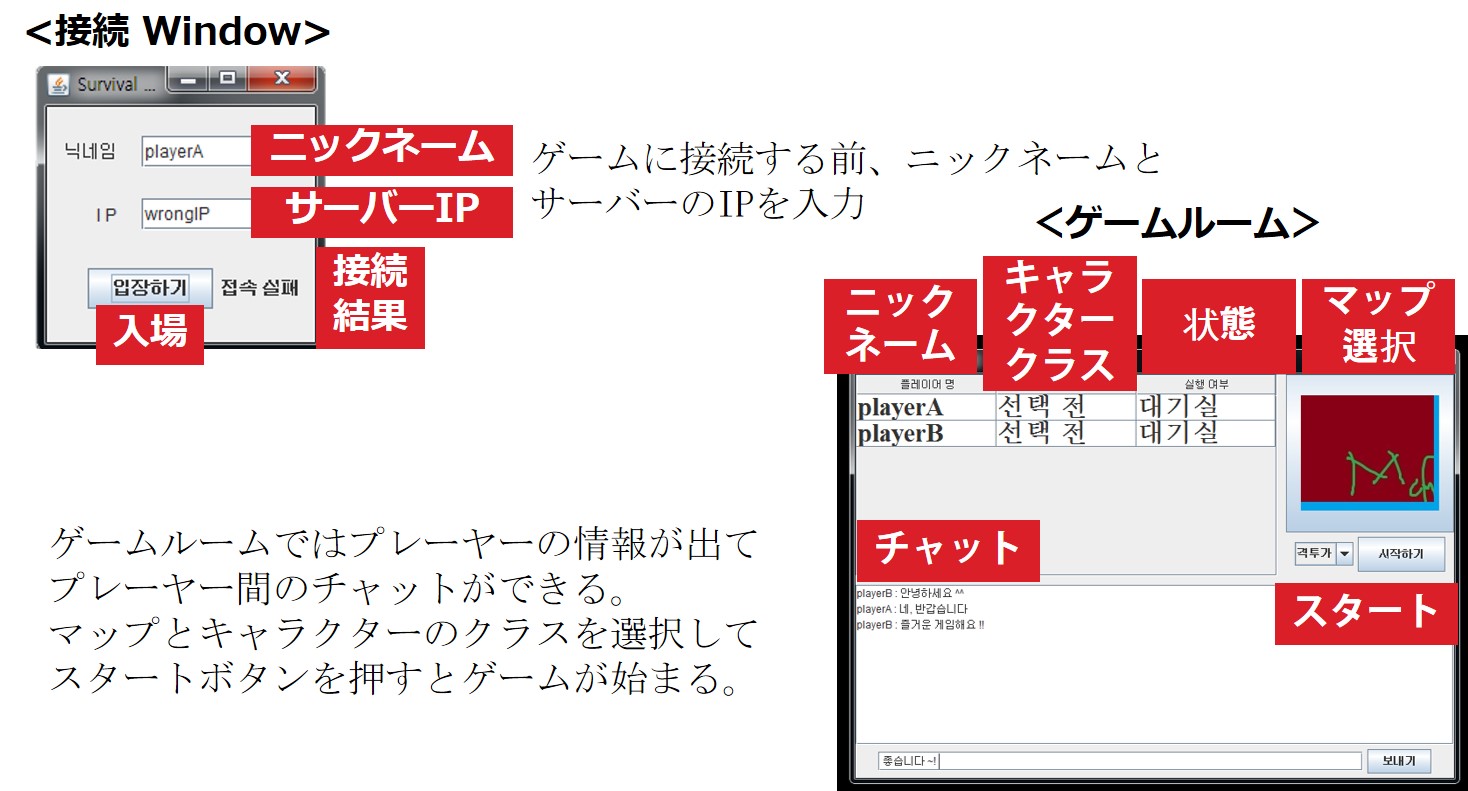 <接続 Window>
Survival ...
닉네임
playerA
ニックネーム
IP
wrongIP
サーバーIP
입장하기
접속 실패
接続
結果
入場
ゲームに接続する前、ニックネームと
サーバーのIPを入力
<ゲームルーム>
ニック
ネーム
キャラ
クター
クラス
状態
マップ
選択
플레이어 명
실행 여부
playerA 선택 전 대기실
playerB 선택 전 대기실
チャット
격투가
시작하기
スタート
playerB : 안녕하세요 ^^
playerA : 네, 반갑습니다
playerB : 즐거운 게임해요 !!
좋습니다 ~!
보내기
ゲームルームではプレーヤーの情報が出て
プレーヤー間のチャットができる。
マップとキャラクターのクラスを選択して
スタートボタンを押すとゲームが始まる。